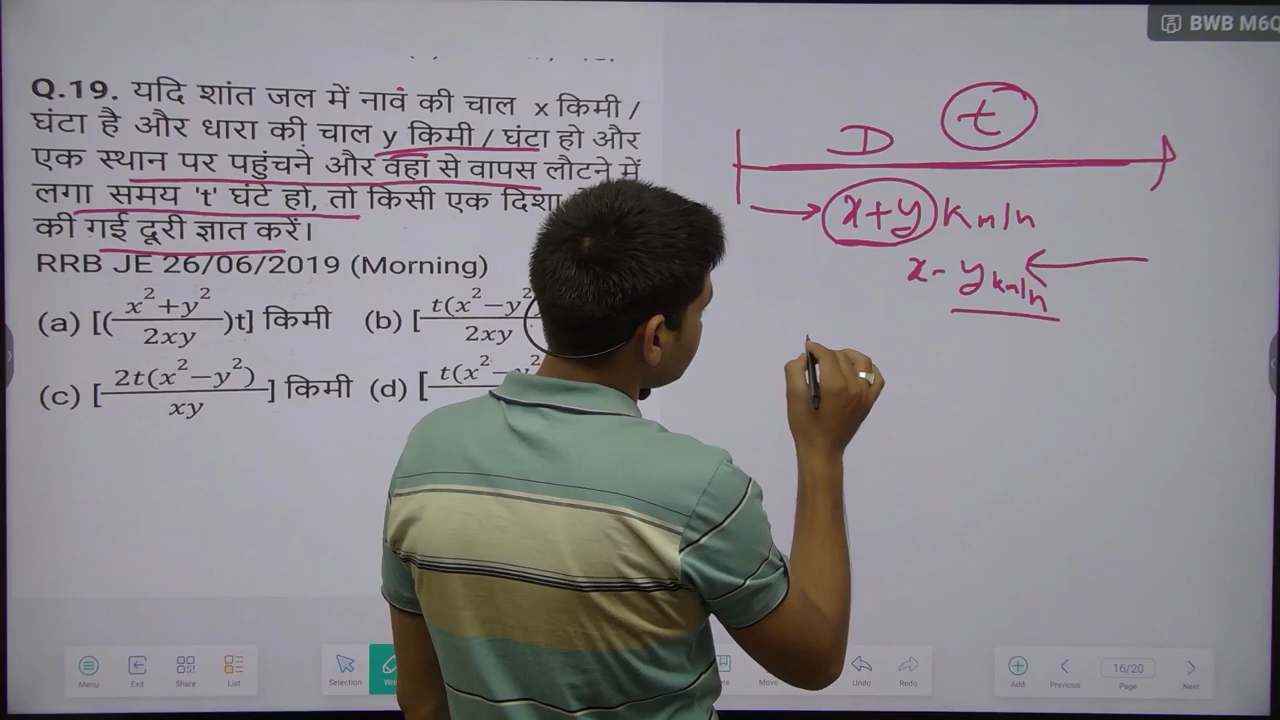 BWB M6Q
Q.19. यदि शांत जल में नाव की चाल x किमी /
घंटा है और धारा की चाल y किमी / घंटा हो और
एक स्थान पर पहुंचने और वहां से वापस लौटने में
लगा समय 't' घंटे हो, तो किसी एक दिशा
की गई दूरी ज्ञात करें।
RRB JE 26/06/2019 (Morning)
(a) [(x²+y²/2xy)t] किमी (b) [t(x²−y²)/2xy
(c) [2t(x²−y²)/xy] किमी (d) [t(x²−y²
D t
x+y km/h
x-y km/h
Menu Exit Share List Selection Move Undo Redo Add Previous 16/20 Page Next